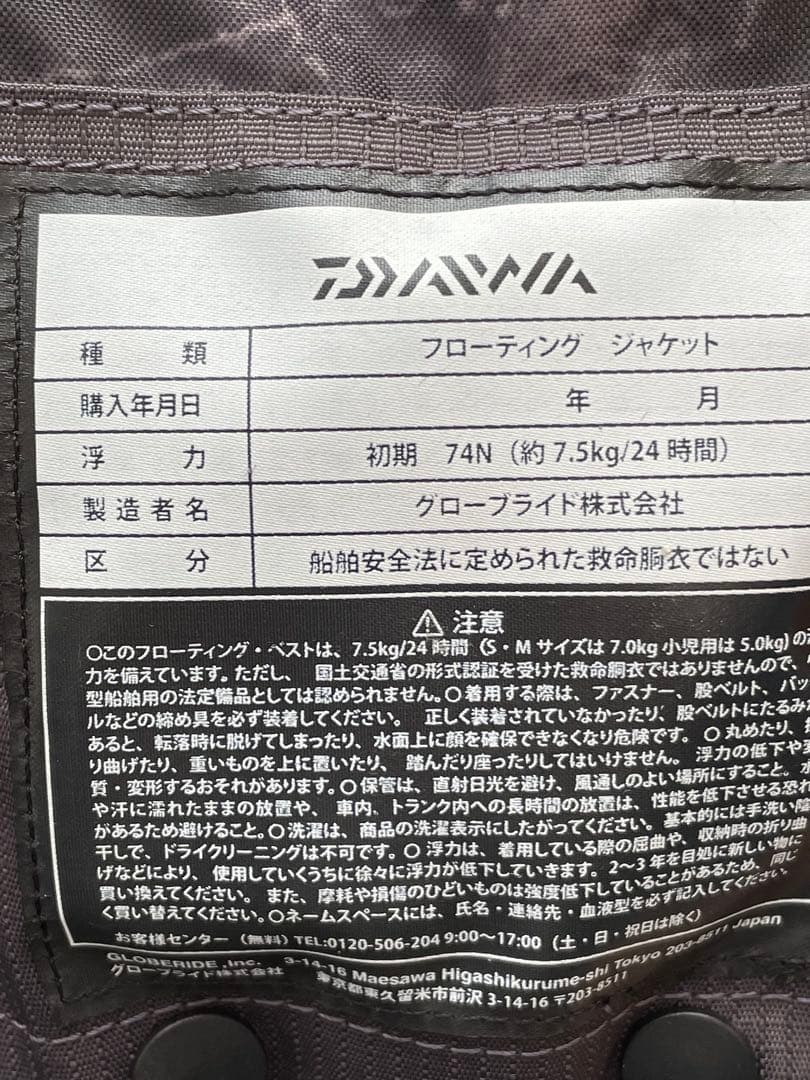 DAIWA
種類 フローティング ジャケット
購入年月日 年 月
浮力 初期 74N（約7.5kg/24時間）
製造者名 グローブライド株式会社
区分 船舶安全法に定められた救命胴衣ではない
⚠ 注意
○このフローティング・ベストは、7.5kg/24時間（S・Mサイズは7.0kg 小児用は5.0kg)の
力を備えています。ただし、 国土交通省の形式認証を受けた救命胴衣ではありませんので、
型船舶用の法定備品としては認められません。○着用する際は、ファスナー、股ベルト、バッ
ルなどの締め具を必ず装着してください。 正しく装着されていなかったり、股ベルトにたるみ
あると、転落時に脱げてしまったり、水面上に顔を確保できなくなり危険です。○丸めたり、
り曲げたり、重いものを上に置いたり、踏んだり座ったりしてはいけません。浮力の低下や
質・変形するおそれがあります。○保管は、直射日光を避け、風通しのよい場所にすること。
や汗に濡れたままの放置や、車内、トランク内への長時間の放置は、性能を低下させる恐れ
があるため避けること。○洗濯は、商品の洗濯表示にしたがってください。基本的には手洗い陰
干しで、ドライクリーニングは不可です。○浮力は、着用している際の屈曲や、収納時の折り曲
げなどにより、使用していくうちに徐々に浮力が低下していきます。2〜3年を目処に新しい物に
買い換えてください。また、摩耗や損傷のひどいものは強度低下していることがあるため、同じ
く買い替えてください。○ネームスペースには、氏名・連絡先・血液型を必ず記入してください。
お客様センター（無料）TEL:0120-506-204 9:00〜17:00（土・日・祝日は除く）
GLOBERIDE, Inc. 3-14-16 Maesawa Higashikurume-shi Tokyo 203-8511 Japan
グローブライド株式会社 東京都東久留米市前沢 3-14-16 〒203-8511